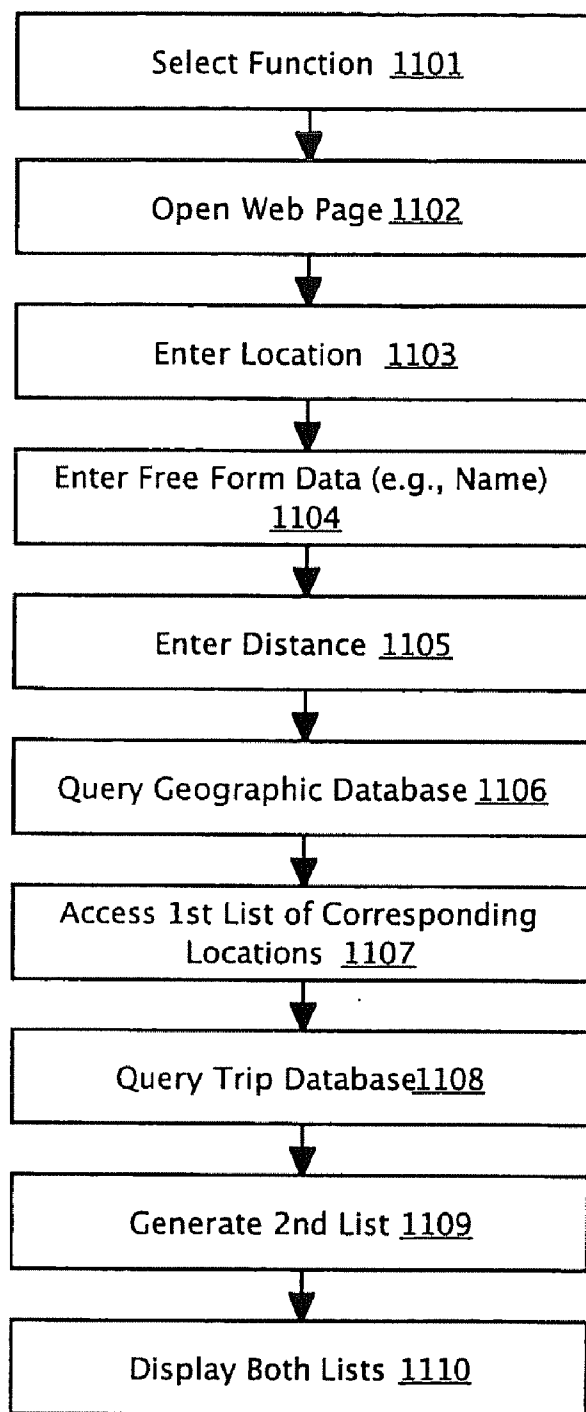 Select Function 1101
Open Web Page 1102
Enter Location 1103
Enter Free Form Data (e.g., Name)
1104
Enter Distance 1105
Query Geographic Database 1106
Access 1st List of Corresponding
Locations 1107
Query Trip Database1108
Generate 2nd List 1109
Display Both Lists 1110